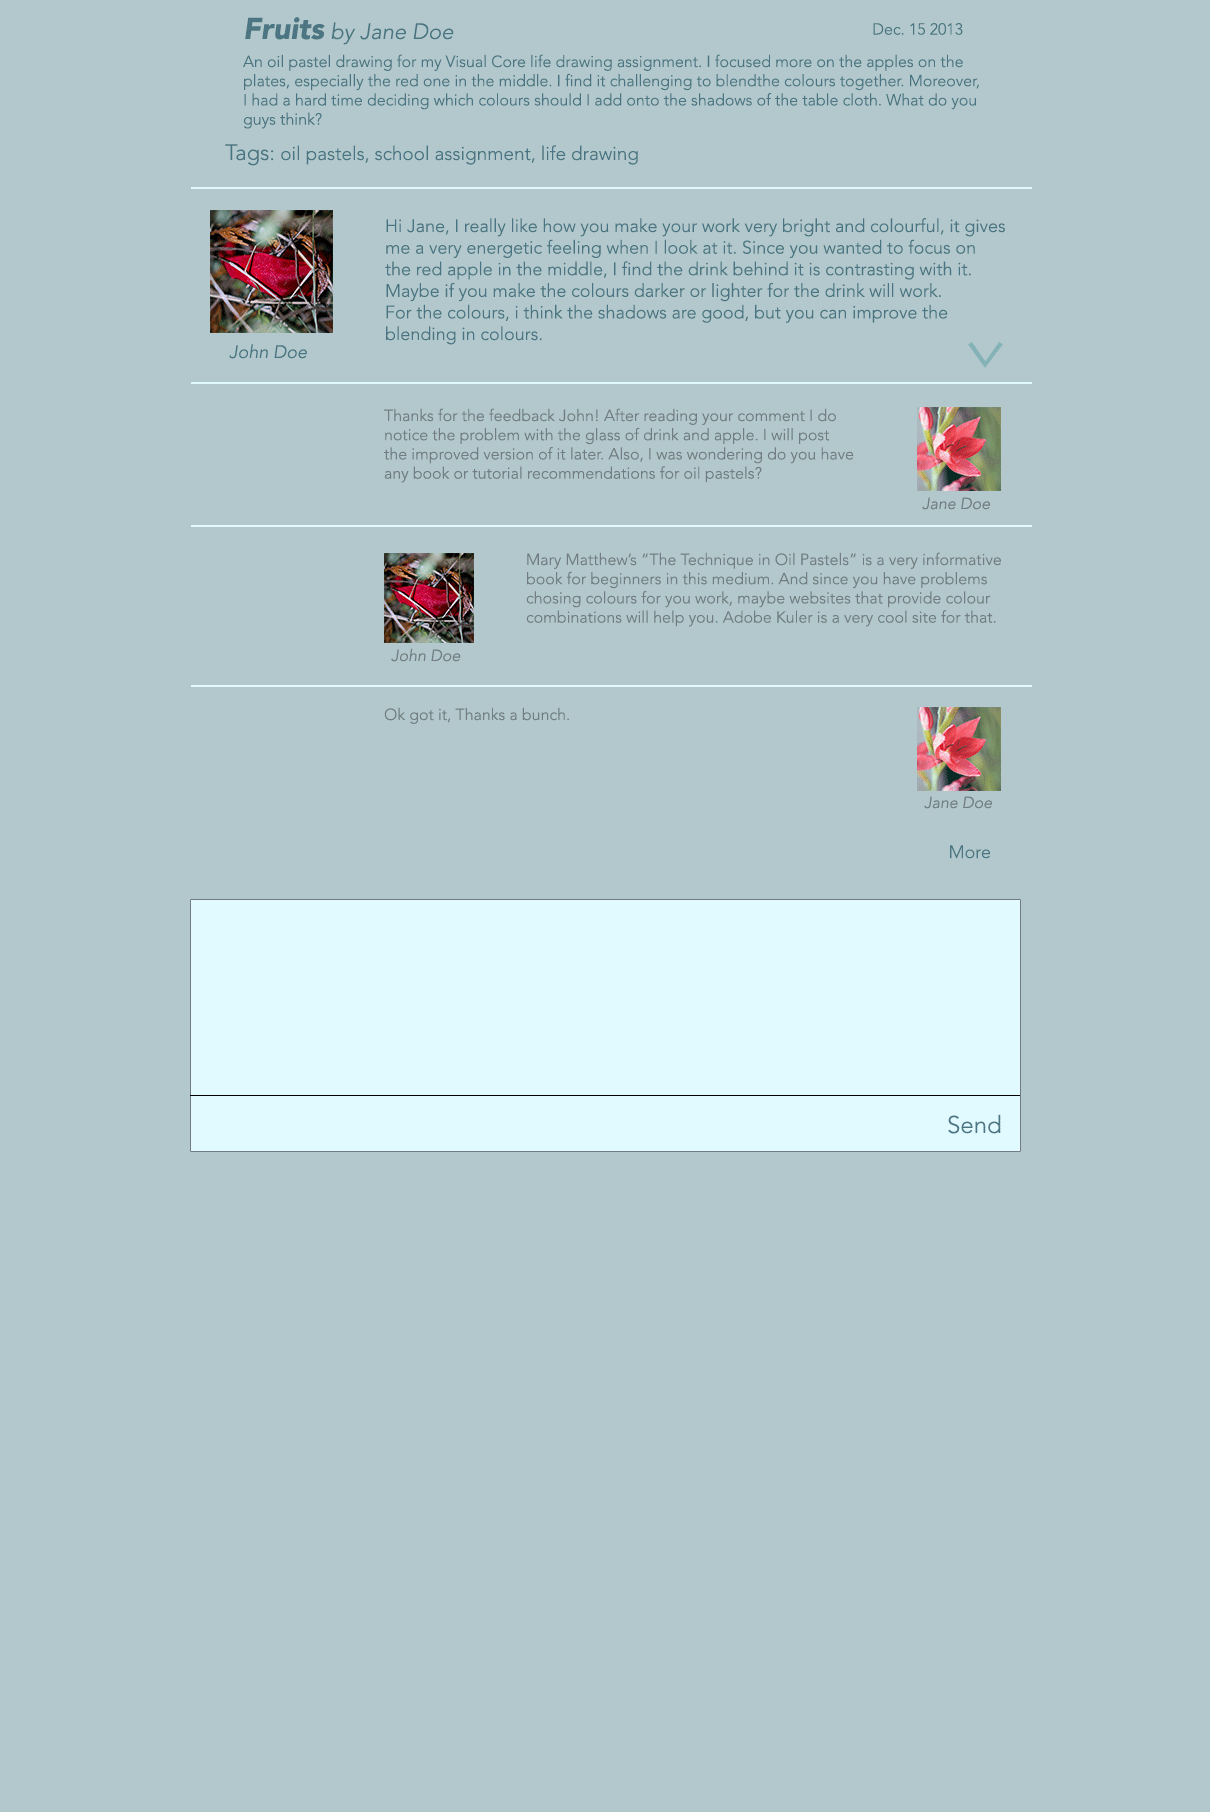 Fruits by Jane Doe
Dec. 15 2013
An oil pastel drawing for my Visual Core life drawing assignment. I focused more on the apples on the
plates, especially the red one in the middle. I find it challenging to blendthe colours together. Moreover,
I had a hard time deciding which colours should I add onto the shadows of the table cloth. What do you
guys think?
Tags: oil pastels, school assignment, life drawing
Hi Jane, I really like how you make your work very bright and colourful, it gives
me a very energetic feeling when I look at it. Since you wanted to focus on
the red apple in the middle, I find the drink behind it is contrasting with it.
Maybe if you make the colours darker or lighter for the drink will work.
For the colours, i think the shadows are good, but you can improve the
blending in colours.
John Doe
Thanks for the feedback John! After reading your comment I do
notice the problem with the glass of drink and apple. I will post
the improved version of it later. Also, I was wondering do you have
any book or tutorial recommendations for oil pastels?
Jane Doe
Mary Matthew's "The Technique in Oil Pastels" is a very informative
book for beginners in this medium. And since you have problems
chosing colours for you work, maybe websites that provide colour
combinations will help you. Adobe Kuler is a very cool site for that.
John Doe
Ok got it, Thanks a bunch.
Jane Doe
More
Send